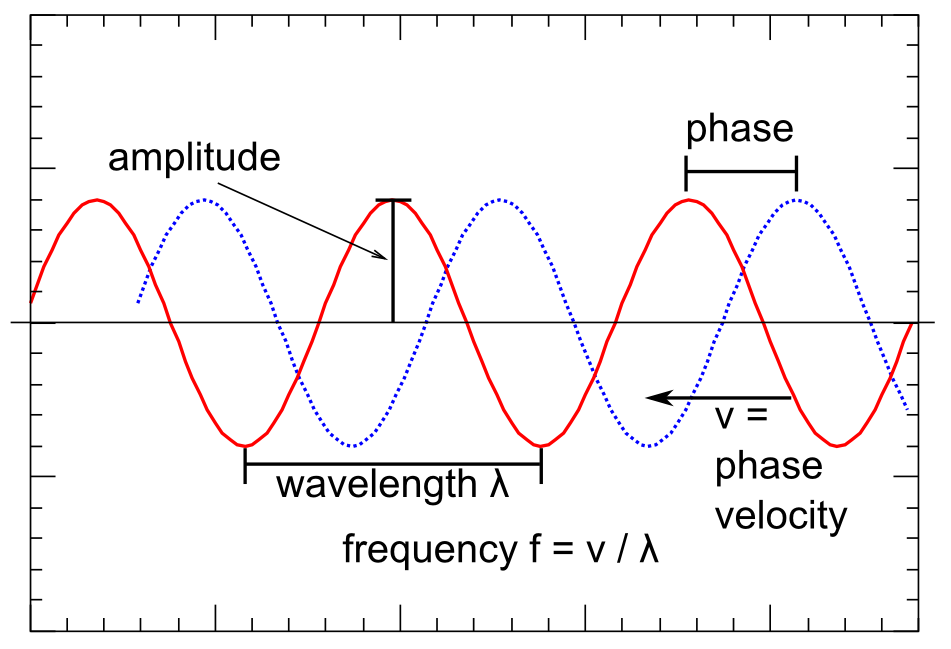 phase
amplitude
v =
phase
velocity
wavelength λ
frequency f = v / λ